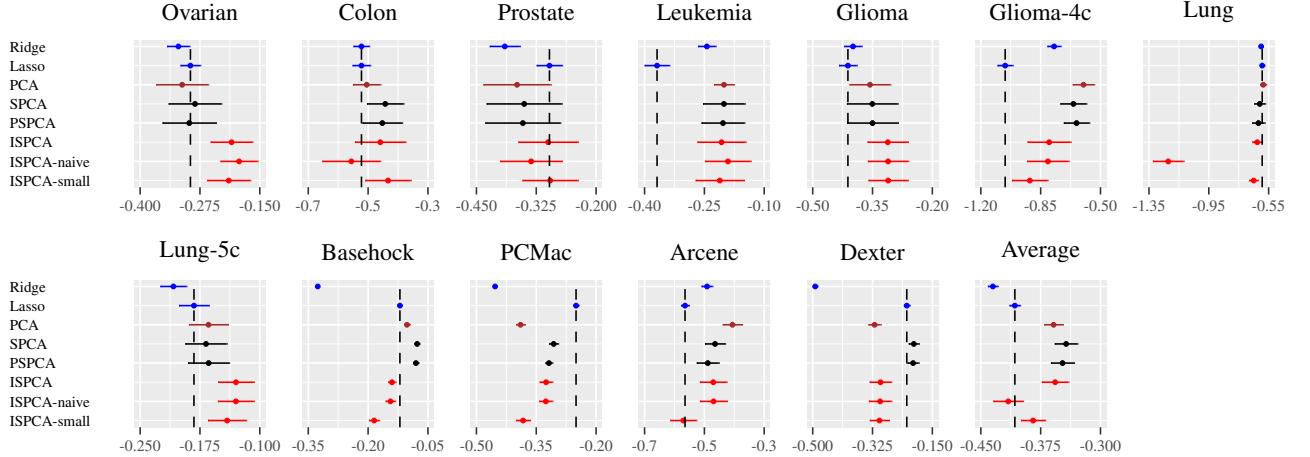 Ovarian Colon Prostate Leukemia Glioma Glioma-4c Lung
Ridge
Lasso
PCA
SPCA
PSPCA
ISPCA
ISPCA-naive
ISPCA-small
-0.400 -0.275 -0.150 -0.7 -0.5 -0.3 -0.450 -0.325 -0.200 -0.40 -0.25 -0.10 -0.50 -0.35 -0.20 -1.20 -0.85 -0.50 -1.35 -0.95 -0.55
Lung-5c Basehock PCMac Arcene Dexter Average
Ridge
Lasso
PCA
SPCA
PSPCA
ISPCA
ISPCA-naive
ISPCA-small
-0.250 -0.175 -0.100 -0.35 -0.20 -0.05 -0.450 -0.325 -0.200 -0.7 -0.5 -0.3 -0.500 -0.325 -0.150 -0.450 -0.375 -0.300